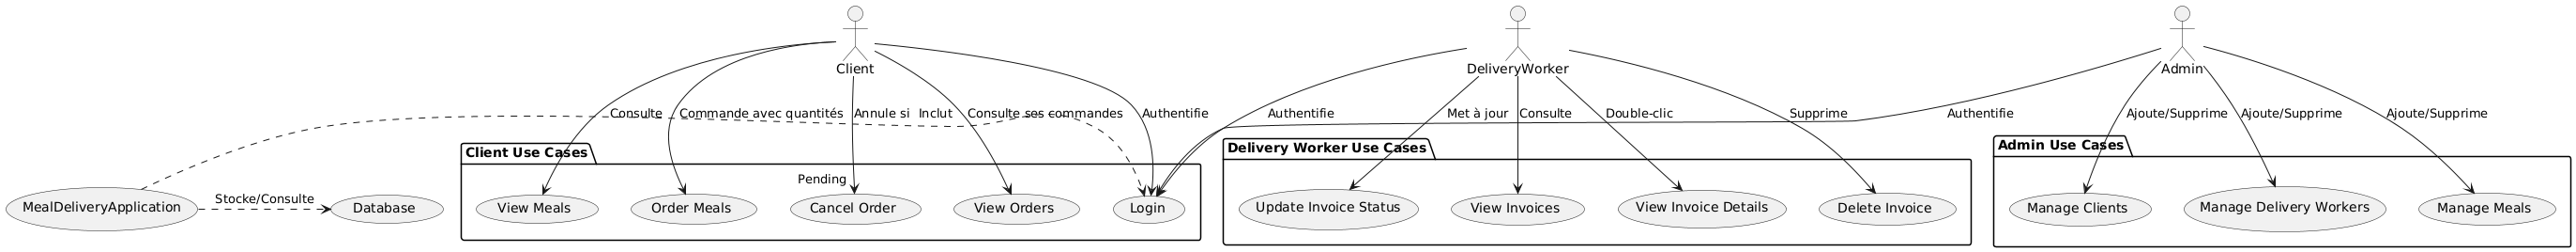 Client
DeliveryWorker
Admin
Consulte
Commande avec quantités
Annule si
Inclut
Consulte ses commandes
Authentifie
Authentifie
Met à jour
Consulte
Double-clic
Supprime
Authentifie
Ajoute/Supprime
Ajoute/Supprime
Ajoute/Supprime
Client Use Cases
Delivery Worker Use Cases
Admin Use Cases
Pending
Stocke/Consulte
MealDeliveryApplication
Database
View Meals
Order Meals
Cancel Order
View Orders
Login
Update Invoice Status
View Invoices
View Invoice Details
Delete Invoice
Manage Clients
Manage Delivery Workers
Manage Meals